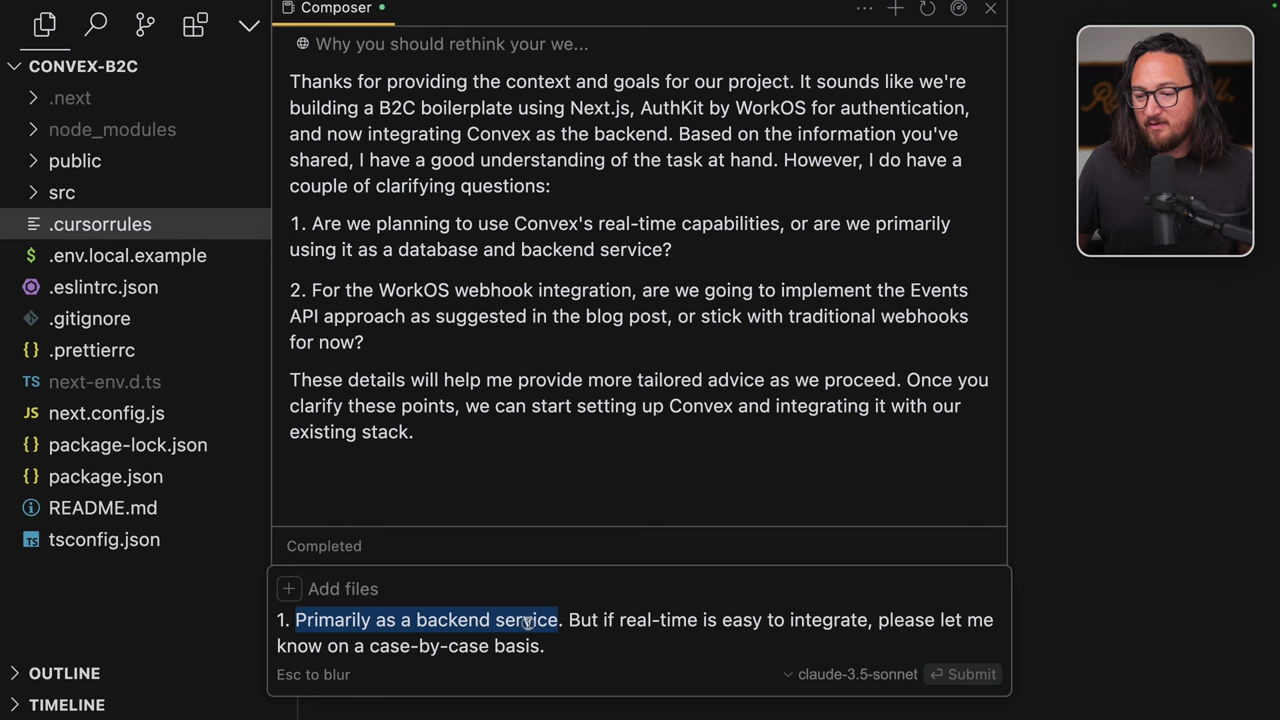 Composer
CONVEX-B2C
.next
node_modules
public
src
.cursorrules
.env.local.example
.eslintrc.json
.gitignore
.prettierrc
next-env.d.ts
next.config.js
package-lock.json
package.json
README.md
tsconfig.json
OUTLINE
TIMELINE
Why you should rethink your we...
Thanks for providing the context and goals for our project. It sounds like we're
building a B2C boilerplate using Next.js, AuthKit by WorkOS for authentication,
and now integrating Convex as the backend. Based on the information you've
shared, I have a good understanding of the task at hand. However, I do have a
couple of clarifying questions:
1. Are we planning to use Convex's real-time capabilities, or are we primarily
using it as a database and backend service?
2. For the WorkOS webhook integration, are we going to implement the Events
API approach as suggested in the blog post, or stick with traditional webhooks
for now?
These details will help me provide more tailored advice as we proceed. Once you
clarify these points, we can start setting up Convex and integrating it with our
existing stack.
Completed
+ Add files
1. Primarily as a backend service. But if real-time is easy to integrate, please let me
know on a case-by-case basis.
Esc to blur
claude-3.5-sonnet
Submit